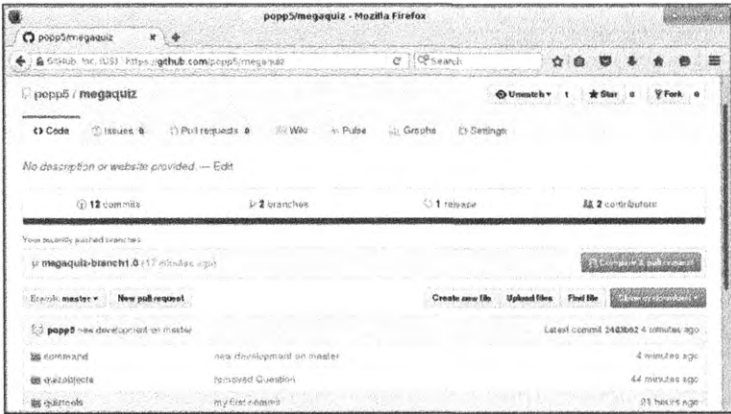 popp5/megaquiz - Mozilla Firefox
popp5/megaquiz
GitHub, Inc. (US) https://github.com/popp5/megaquiz Search
popp5 / megaquiz Unwatch 1 Star 0 Fork 0
Code Issues 0 Pull requests 0 Wiki Pulse Graphs Settings
No description or website provided. — Edit
12 commits 2 branches 1 release 2 contributors
Your recently pushed branches:
megaquiz-branch1.0 (17 minutes ago) Compare & pull request
Branch: master New pull request Create new file Upload files Find file Clone or download
popp5 new development on master Latest commit 4 minutes ago
command new development on master 4 minutes ago
quizobjects removed Question 44 minutes ago
quiztools my first commit 21 hours ago